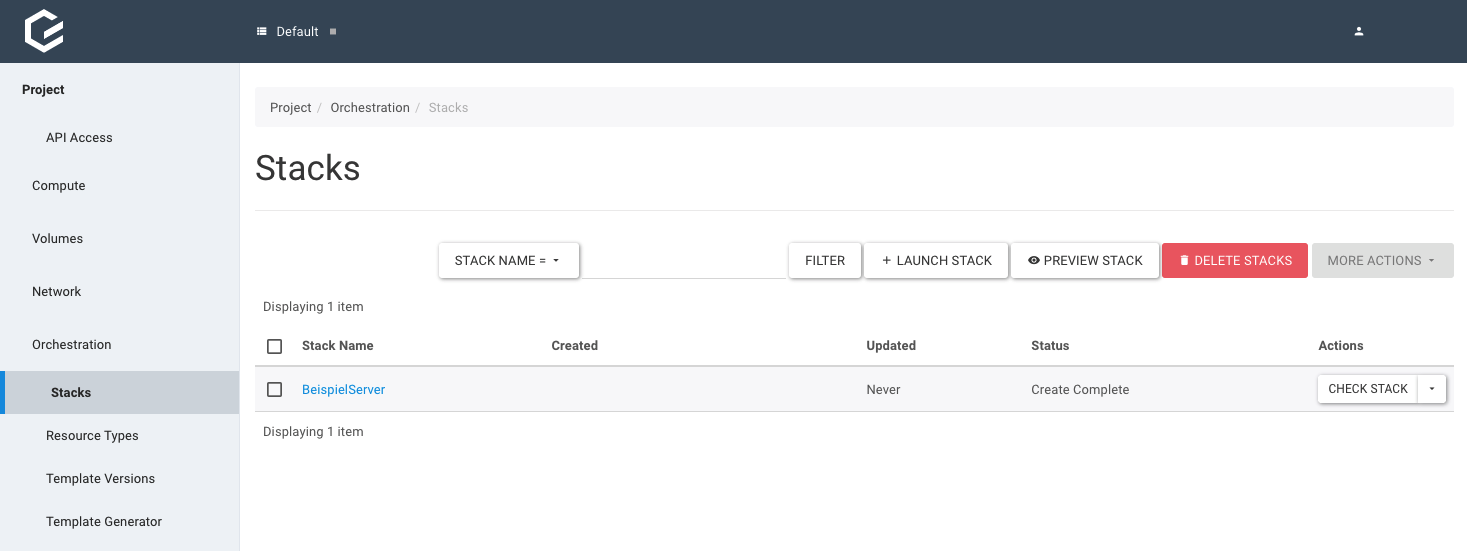 Default
Project
API Access
Compute
Volumes
Network
Orchestration
Stacks
Resource Types
Template Versions
Template Generator
Project / Orchestration / Stacks
Stacks
STACK NAME = FILTER + LAUNCH STACK PREVIEW STACK DELETE STACKS MORE ACTIONS
Displaying 1 item
Stack Name Created Updated Status Actions
BeispielServer Never Create Complete CHECK STACK
Displaying 1 item